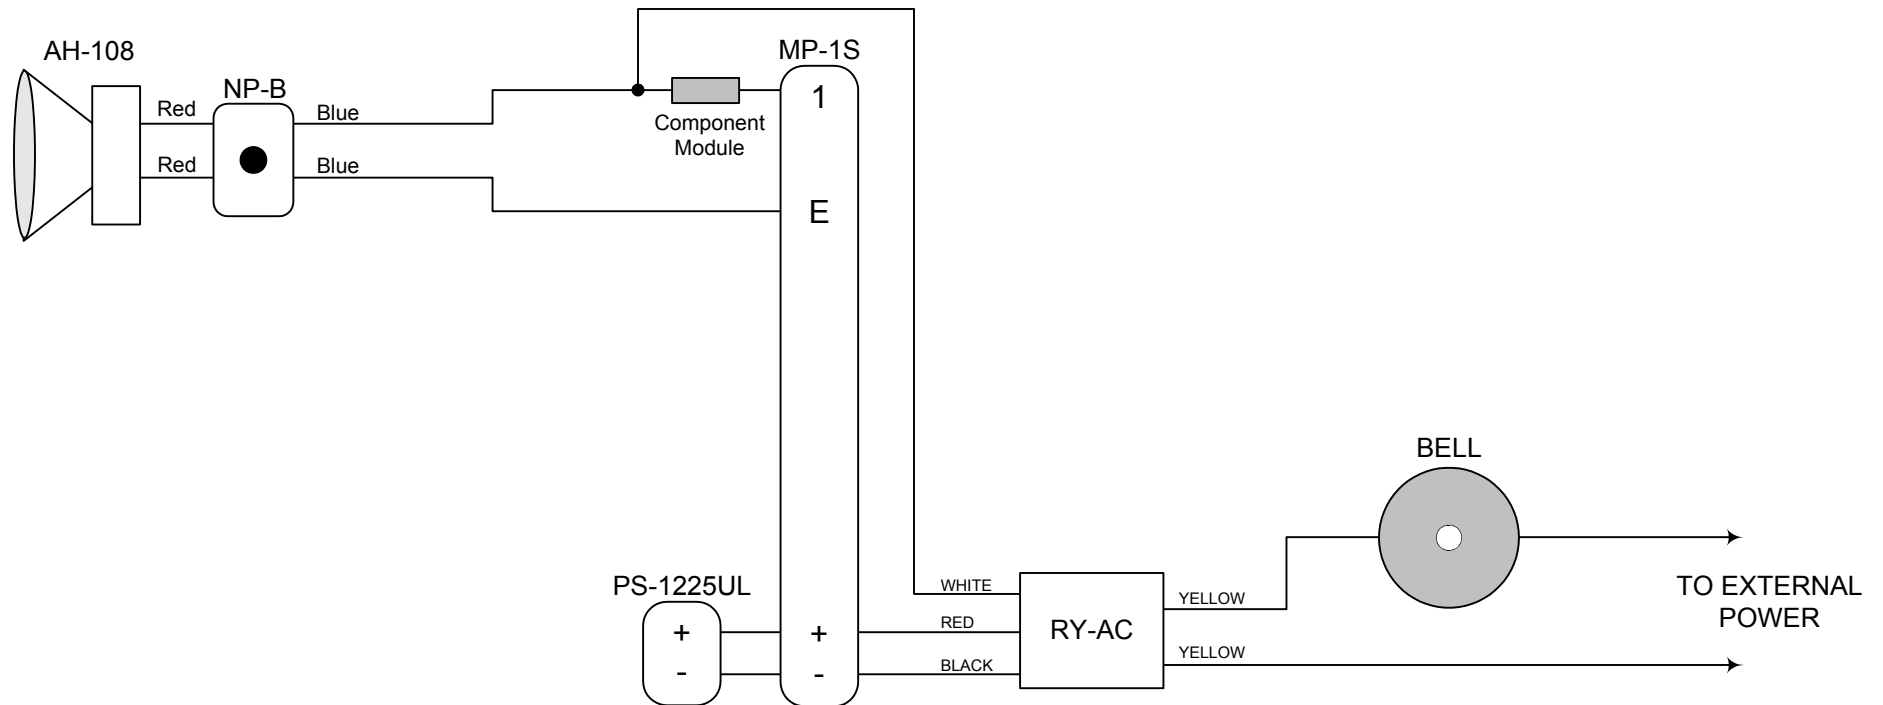 AH-108
NP-B
Red
Blue
Red
Blue
Component
Module
MP-1S
1
E
+
-
PS-1225UL
+
-
WHITE
RED
BLACK
RY-AC
YELLOW
YELLOW
BELL
TO EXTERNAL
POWER